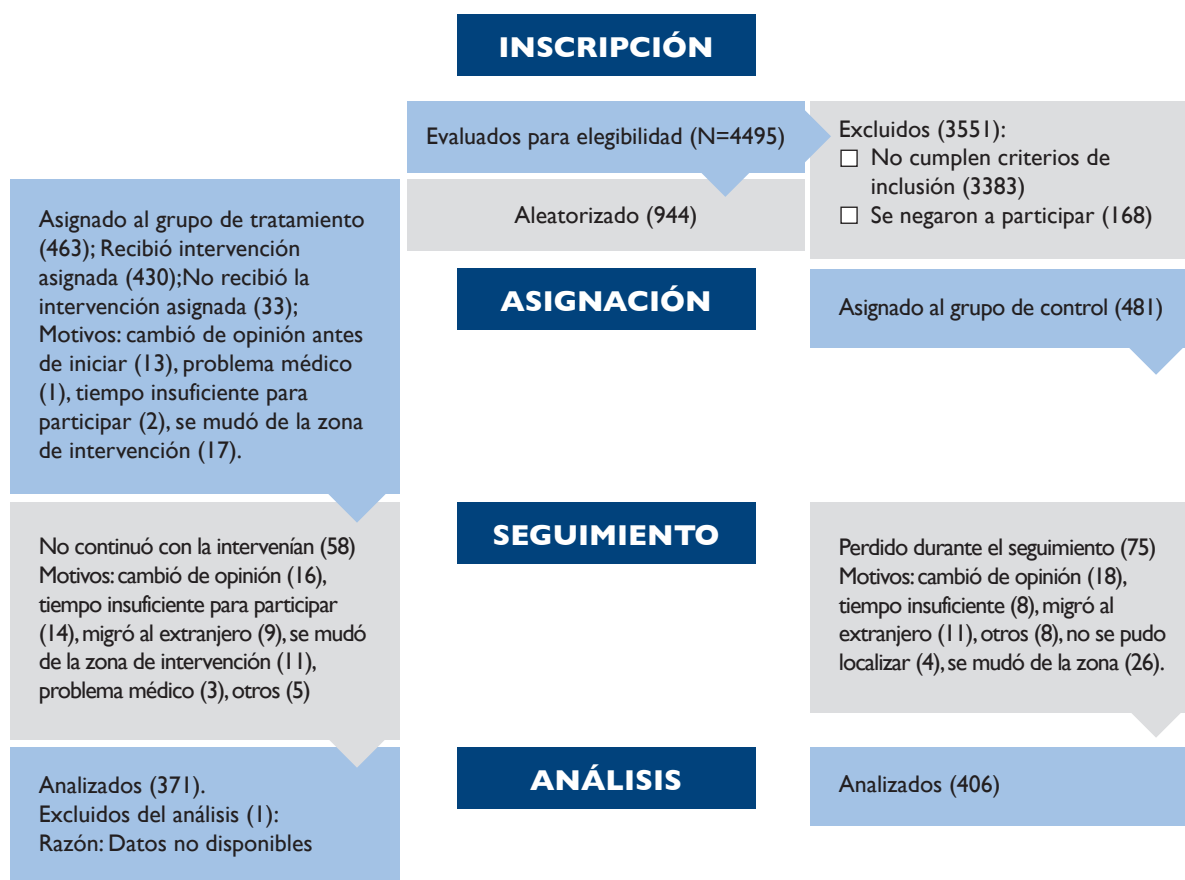 INSCRIPCIÓN
Evaluados para elegibilidad (N=4495)
Excluidos (3551):
☐ No cumplen criterios de
inclusión (3383)
☐ Se negaron a participar (168)
Aleatorizado (944)
ASIGNACIÓN
Asignado al grupo de tratamiento
(463); Recibió intervención
asignada (430);No recibió la
intervención asignada (33);
Motivos: cambió de opinión antes
de iniciar (13), problema médico
(1), tiempo insuficiente para
participar (2), se mudó de la zona
de intervención (17).
Asignado al grupo de control (481)
SEGUIMIENTO
No continuó con la intervenían (58)
Motivos: cambió de opinión (16),
tiempo insuficiente para participar
(14), migró al extranjero (9), se mudó
de la zona de intervención (11),
problema médico (3), otros (5)
Perdido durante el seguimiento (75)
Motivos: cambió de opinión (18),
tiempo insuficiente (8), migró al
extranjero (11), otros (8), no se pudo
localizar (4), se mudó de la zona (26).
ANÁLISIS
Analizados (371).
Excluidos del análisis (1):
Razón: Datos no disponibles
Analizados (406)